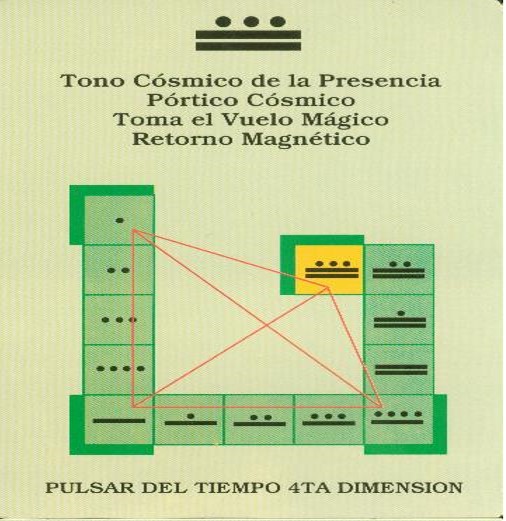 Tono Cósmico de la Presencia
Pórtico Cósmico
Toma el Vuelo Mágico
Retorno Magnético
PULSAR DEL TIEMPO 4TA DIMENSION